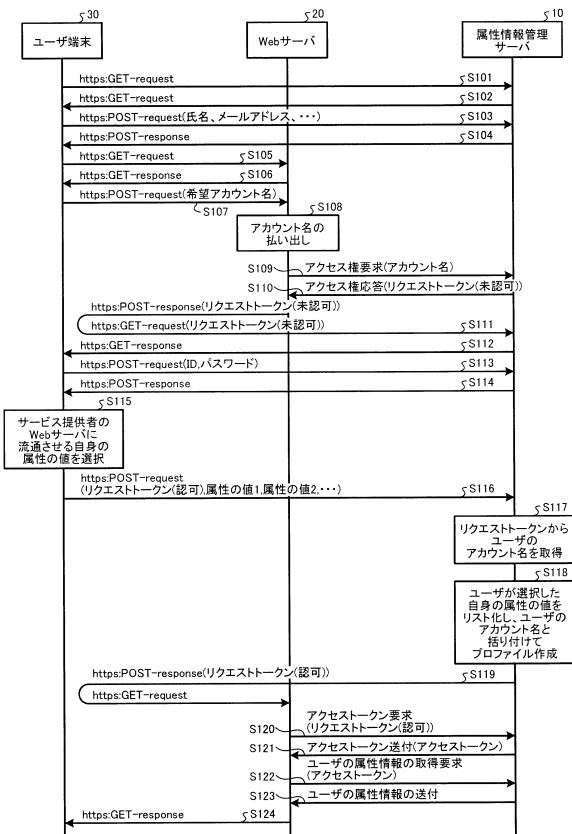 30
20
10
ユーザ端末
Webサーバ
属性情報管理
サーバ
https:GET-request
S101
https:GET-request
S102
https:POST-request(氏名、メールアドレス、・・・)
S103
https:POST-response
S104
https:GET-request
S105
https:GET-response
S106
https:POST-request(希望アカウント名)
S107
S108
アカウント名の
払い出し
S109
アクセス権要求(アカウント名)
S110
アクセス権応答(リクエストトークン(未認可))
https:POST-response(リクエストトークン(未認可))
https:GET-request(リクエストトークン(未認可))
S111
https:GET-response
S112
https:POST-request(ID,パスワード)
S113
https:POST-response
S114
S115
サービス提供者の
Webサーバに
流通させる自身の
属性の値を選択
https:POST-request
(リクエストトークン(認可),属性の値1,属性の値2,・・・)
S116
S117
リクエストトークンから
ユーザの
アカウント名を取得
S118
ユーザが選択した
自身の属性の値を
リスト化し、ユーザの
アカウント名と
括り付けて
プロファイル作成
https:POST-response(リクエストトークン(認可))
S119
https:GET-request
アクセストークン要求
S120
(リクエストトークン(認可))
S121
アクセストークン送付(アクセストークン)
ユーザの属性情報の取得要求
S122
(アクセストークン)
S123
ユーザの属性情報の送付
https:GET-response
S124